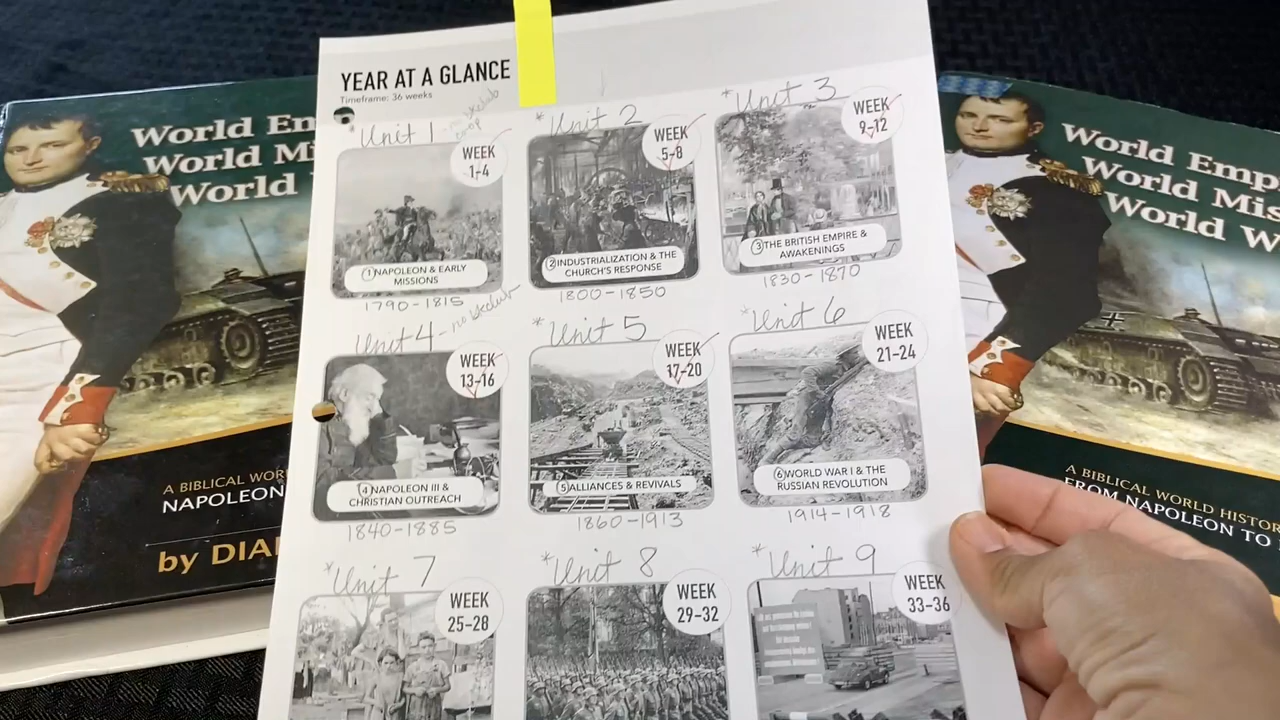 YEAR AT A GLANCE
Timeframe: 36 weeks
* Unit 1
WEEK
1-4
① NAPOLEON & EARLY
MISSIONS
1790-1815
* Unit 2
WEEK
5-8
② INDUSTRIALIZATION & THE
CHURCH'S RESPONSE
1800-1850
* Unit 3
WEEK
9-12
③ THE BRITISH EMPIRE &
AWAKENINGS
1830-1870
Unit 4 - no
WEEK
13-16
④ NAPOLEON III &
CHRISTIAN OUTREACH
1840-1885
* Unit 5
WEEK
17-20
⑤ ALLIANCES & REVIVALS
1860-1913
* Unit 6
WEEK
21-24
⑥ WORLD WAR I & THE
RUSSIAN REVOLUTION
1914-1918
* Unit 7
WEEK
25-28
* Unit 8
WEEK
29-32
* Unit 9
WEEK
33-36
World Em
World Mi
World
A BIBLICAL WOR
NAPOLEON
by DIA
World Emp
World Mis
World W
A BIBLICAL WORLD HISTOR
FROM NAPOLEON TO